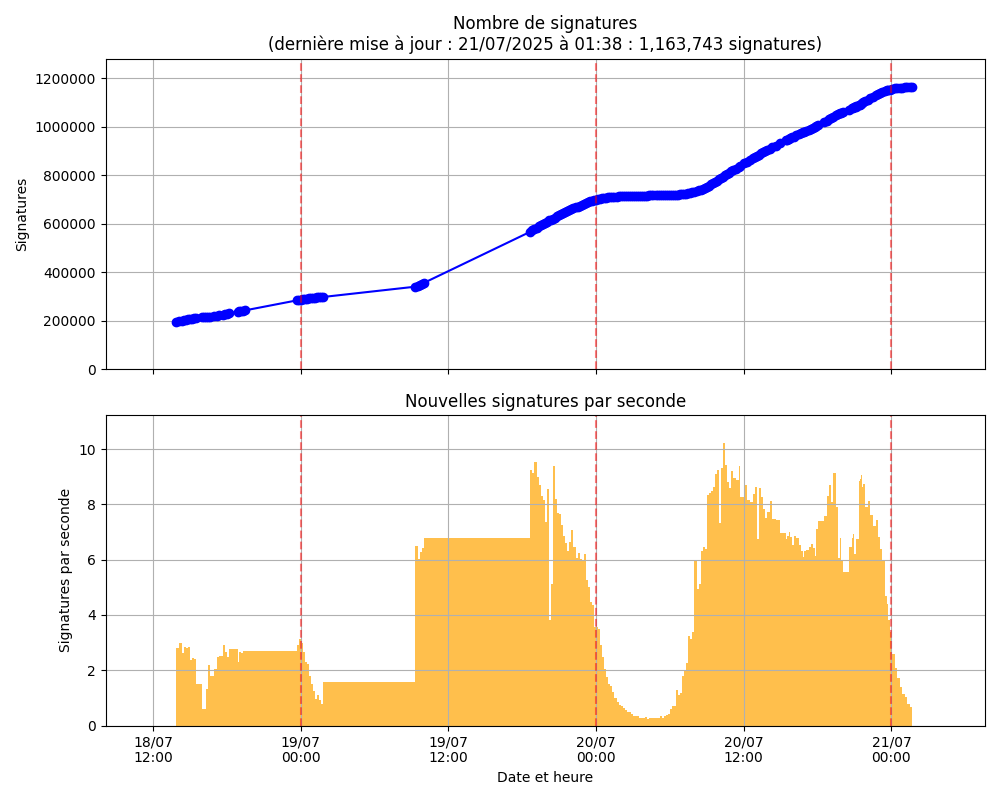 Nombre de signatures
(dernière mise à jour : 21/07/2025 à 01:38 : 1,163,743 signatures)
1200000
1000000
800000
600000
400000
200000
0
Signatures
Nouvelles signatures par seconde
10
8
6
4
2
0
Signatures par seconde
18/07 19/07 19/07 20/07 20/07 21/07
12:00 00:00 12:00 00:00 12:00 00:00
Date et heure